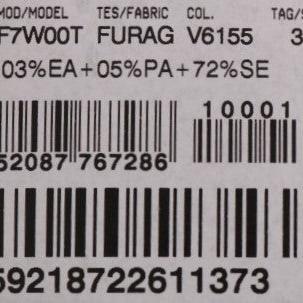 MOD/MODEL TES/FABRIC COL. TAG/
F7W00T FURAG V6155 3
03%EA+05%PA+72%SE
10001
52087 767286
59218722611373